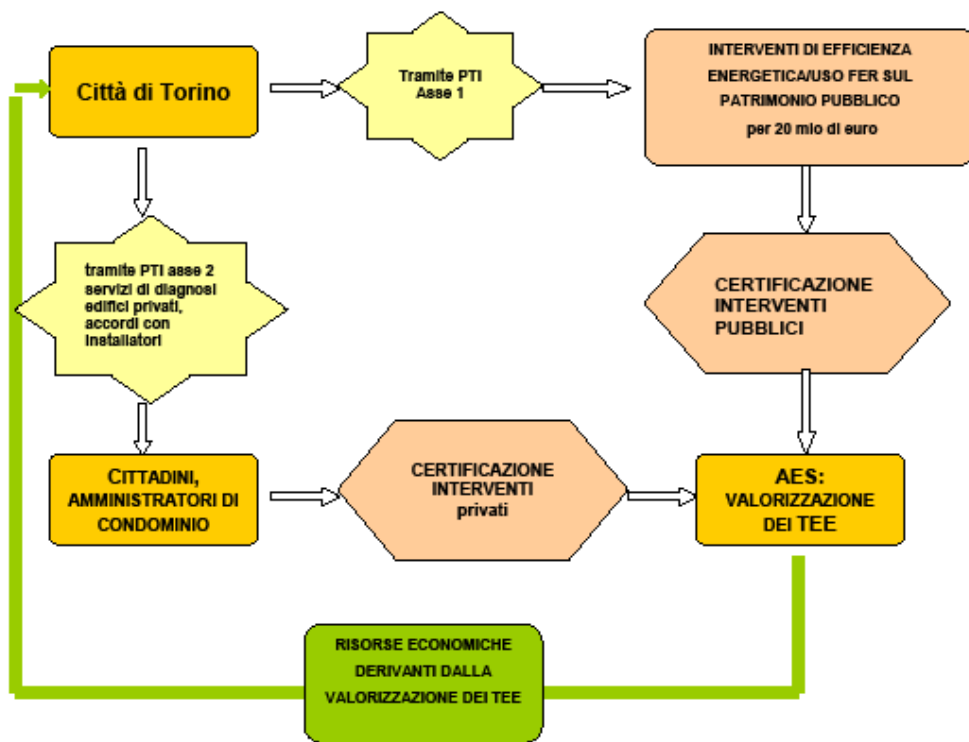 Città di Torino
Tramite PTI
Asse 1
INTERVENTI DI EFFICIENZA
ENERGETICA/USO FER SUL
PATRIMONIO PUBBLICO
per 20 mio di euro
tramite PTI asse 2
servizi di diagnosi
edifici privati,
accordi con
installatori
CERTIFICAZIONE
INTERVENTI
PUBBLICI
CITTADINI,
AMMINISTRATORI DI
CONDOMINIO
CERTIFICAZIONE
INTERVENTI
privati
AES:
VALORIZZAZIONE
DEI TEE
RISORSE ECONOMICHE
DERIVANTI DALLA
VALORIZZAZIONE DEI TEE